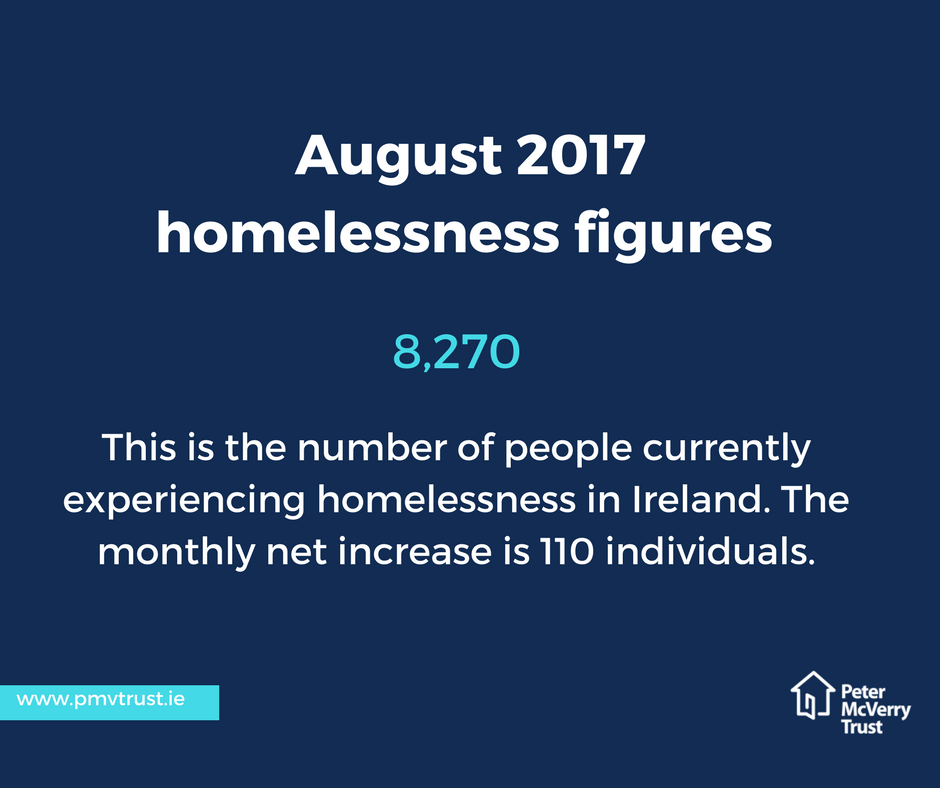 August 2017
homelessness figures
8,270
This is the number of people currently
experiencing homelessness in Ireland. The
monthly net increase is 110 individuals.
www.pmvtrust.ie
Peter
McVerry
Trust